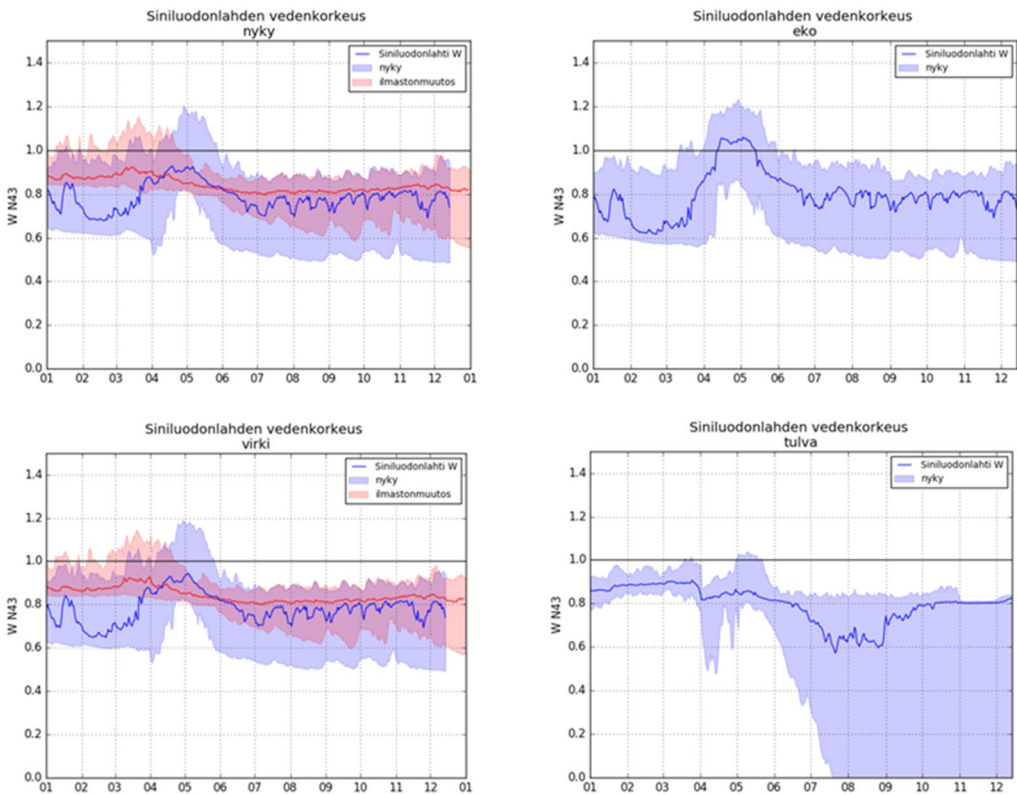 Siniluodonlahden vedenkorkeus
nyky
Siniluodonlahti W
nyky
ilmastonmuutos
W N43
1.4
1.2
1.0
0.8
0.6
0.4
0.2
0.0
01 02 03 04 05 06 07 08 09 10 11 12 01
Siniluodonlahden vedenkorkeus
eko
Siniluodonlahti W
nyky
W N43
1.4
1.2
1.0
0.8
0.6
0.4
0.2
0.0
01 02 03 04 05 06 07 08 09 10 11 12
Siniluodonlahden vedenkorkeus
virki
Siniluodonlahti W
nyky
ilmastonmuutos
W N43
1.4
1.2
1.0
0.8
0.6
0.4
0.2
0.0
01 02 03 04 05 06 07 08 09 10 11 12 01
Siniluodonlahden vedenkorkeus
tulva
Siniluodonlahti W
nyky
W N43
1.4
1.2
1.0
0.8
0.6
0.4
0.2
0.0
01 02 03 04 05 06 07 08 09 10 11 12